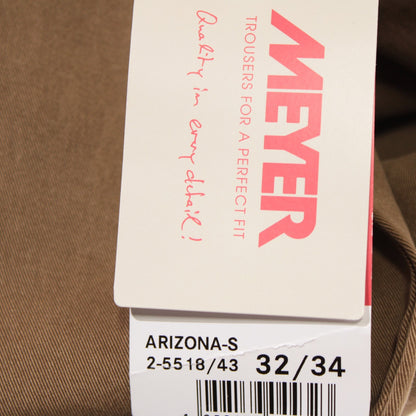 MEYER
TROUSERS FOR A PERFECT FIT
Quality in every detail!
ARIZONA-S
2-5518/43 32/34